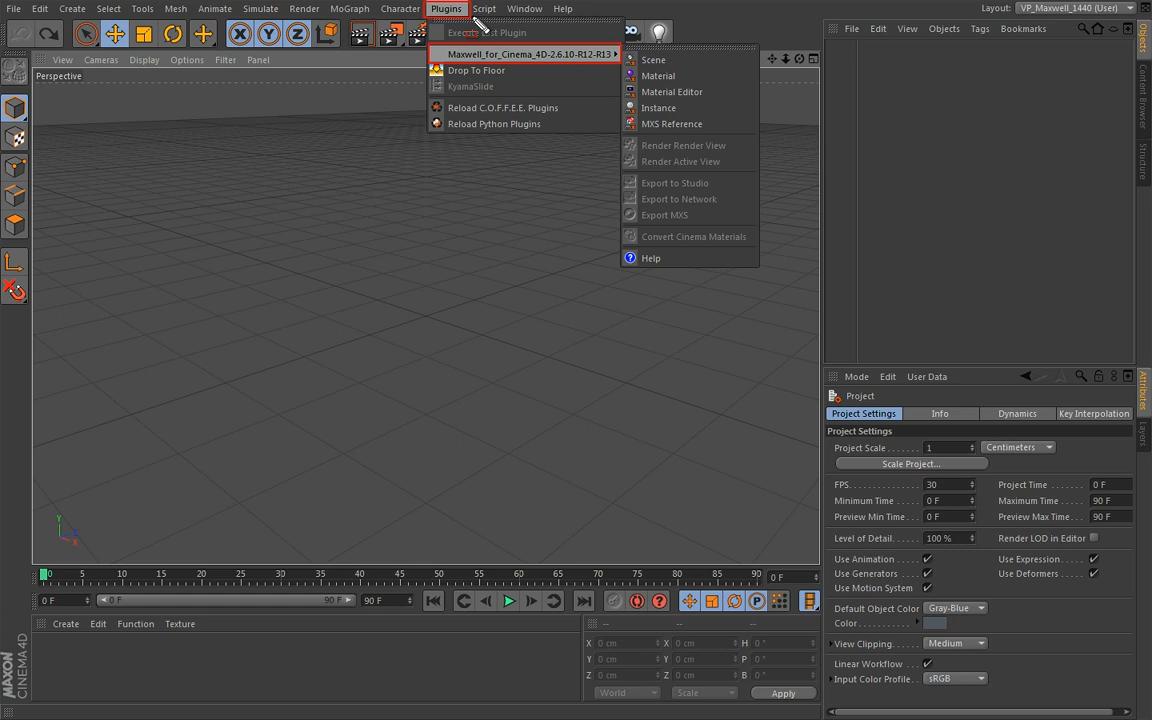 File Edit Create Select Tools Mesh Animate Simulate Render MoGraph Character Plugins Script Window Help
Layout: VP_Maxwell_1440 (User)
File Edit View Objects Tags Bookmarks
Maxwell_for_Cinema_4D-2.6.10-R12-R13
Drop To Floor
KyamaSlide
Reload C.O.F.F.E.E. Plugins
Reload Python Plugins
Scene
Material
Material Editor
Instance
MXS Reference
Render Render View
Render Active View
Export to Studio
Export to Network
Export MXS
Convert Cinema Materials
Help
View Cameras Display Options Filter Panel
Perspective
Y
X
Y
Z
Objects
Structure
Attributes
Layers
Mode Edit User Data
Project
Project Settings Info Dynamics Key Interpolation
Project Settings
Project Scale . . . . . . . 1 Centimeters
Scale Project...
FPS. . . . . . . . . . . . . . . 30 Project Time . . . . . . . 0 F
Minimum Time . . . . 0 F Maximum Time . . . . 90 F
Preview Min Time . . . 0 F Preview Max Time . . 90 F
Level of Detail. . . . . . 100 % Render LOD in Editor
Use Animation . . . . Use Expression. . . .
Use Generators . . . . Use Deformers. . . .
Use Motion System
Default Object Color Gray-Blue
Color. . . . . . . . . . .
View Clipping. . . . . . Medium
Linear Workflow . . .
Input Color Profile. . . sRGB
0 5 10 15 20 25 30 35 40 45 50 55 60 65 70 75 80 85 90 0 F
0 F 0 F 90 F 90 F
P
Create Edit Function Texture
-- -- --
X 0 cm X 0 cm H 0 °
Y 0 cm Y 0 cm P 0 °
Z 0 cm Z 0 cm B 0 °
World Scale Apply
MAXON
CINEMA 4D